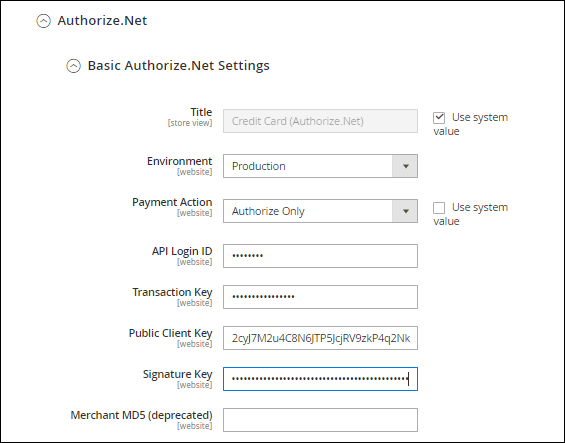 Authorize.Net
Basic Authorize.Net Settings
Title
[store view]
Credit Card (Authorize.Net)
Use system value
Environment
[website]
Production
Payment Action
[website]
Authorize Only
Use system value
API Login ID
[website]
••••••••
Transaction Key
[website]
••••••••••••••••
Public Client Key
[website]
2cyJ7M2u4C8N6JTP5JcjRV9zkP4q2Nk
Signature Key
[website]
••••••••••••••••••••••••••••••••••••••••••••••
Merchant MD5 (deprecated)
[website]